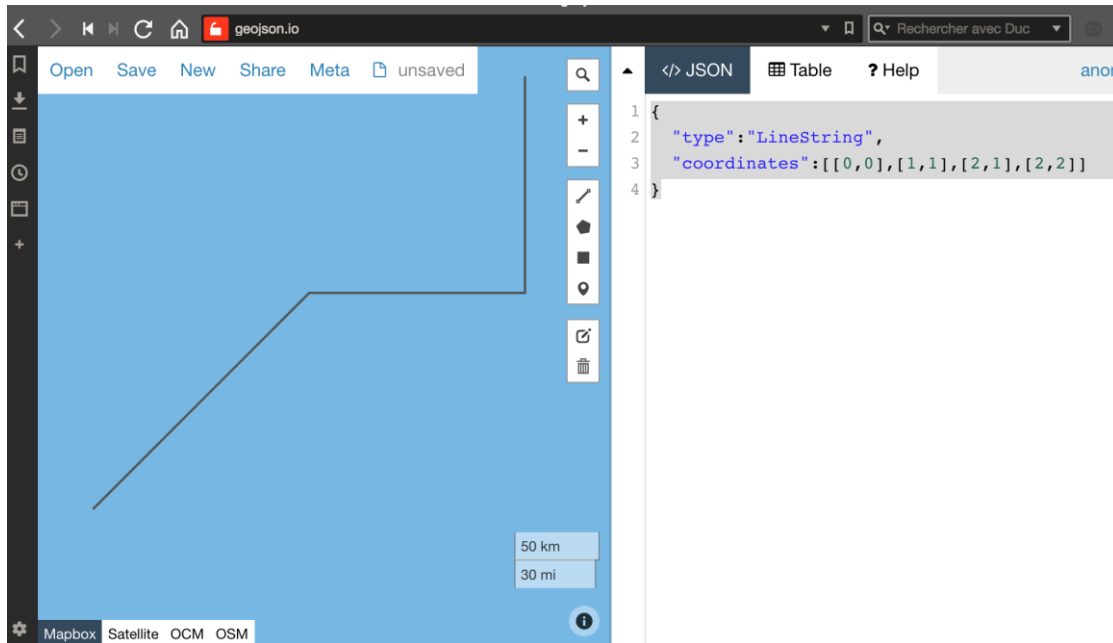 geojson.io
Rechercher avec Duc
Open Save New Share Meta unsaved
</> JSON Table ? Help
1 {
2 "type":"LineString",
3 "coordinates":[[0,0],[1,1],[2,1],[2,2]]
4 }
50 km
30 mi
Mapbox Satellite OCM OSM